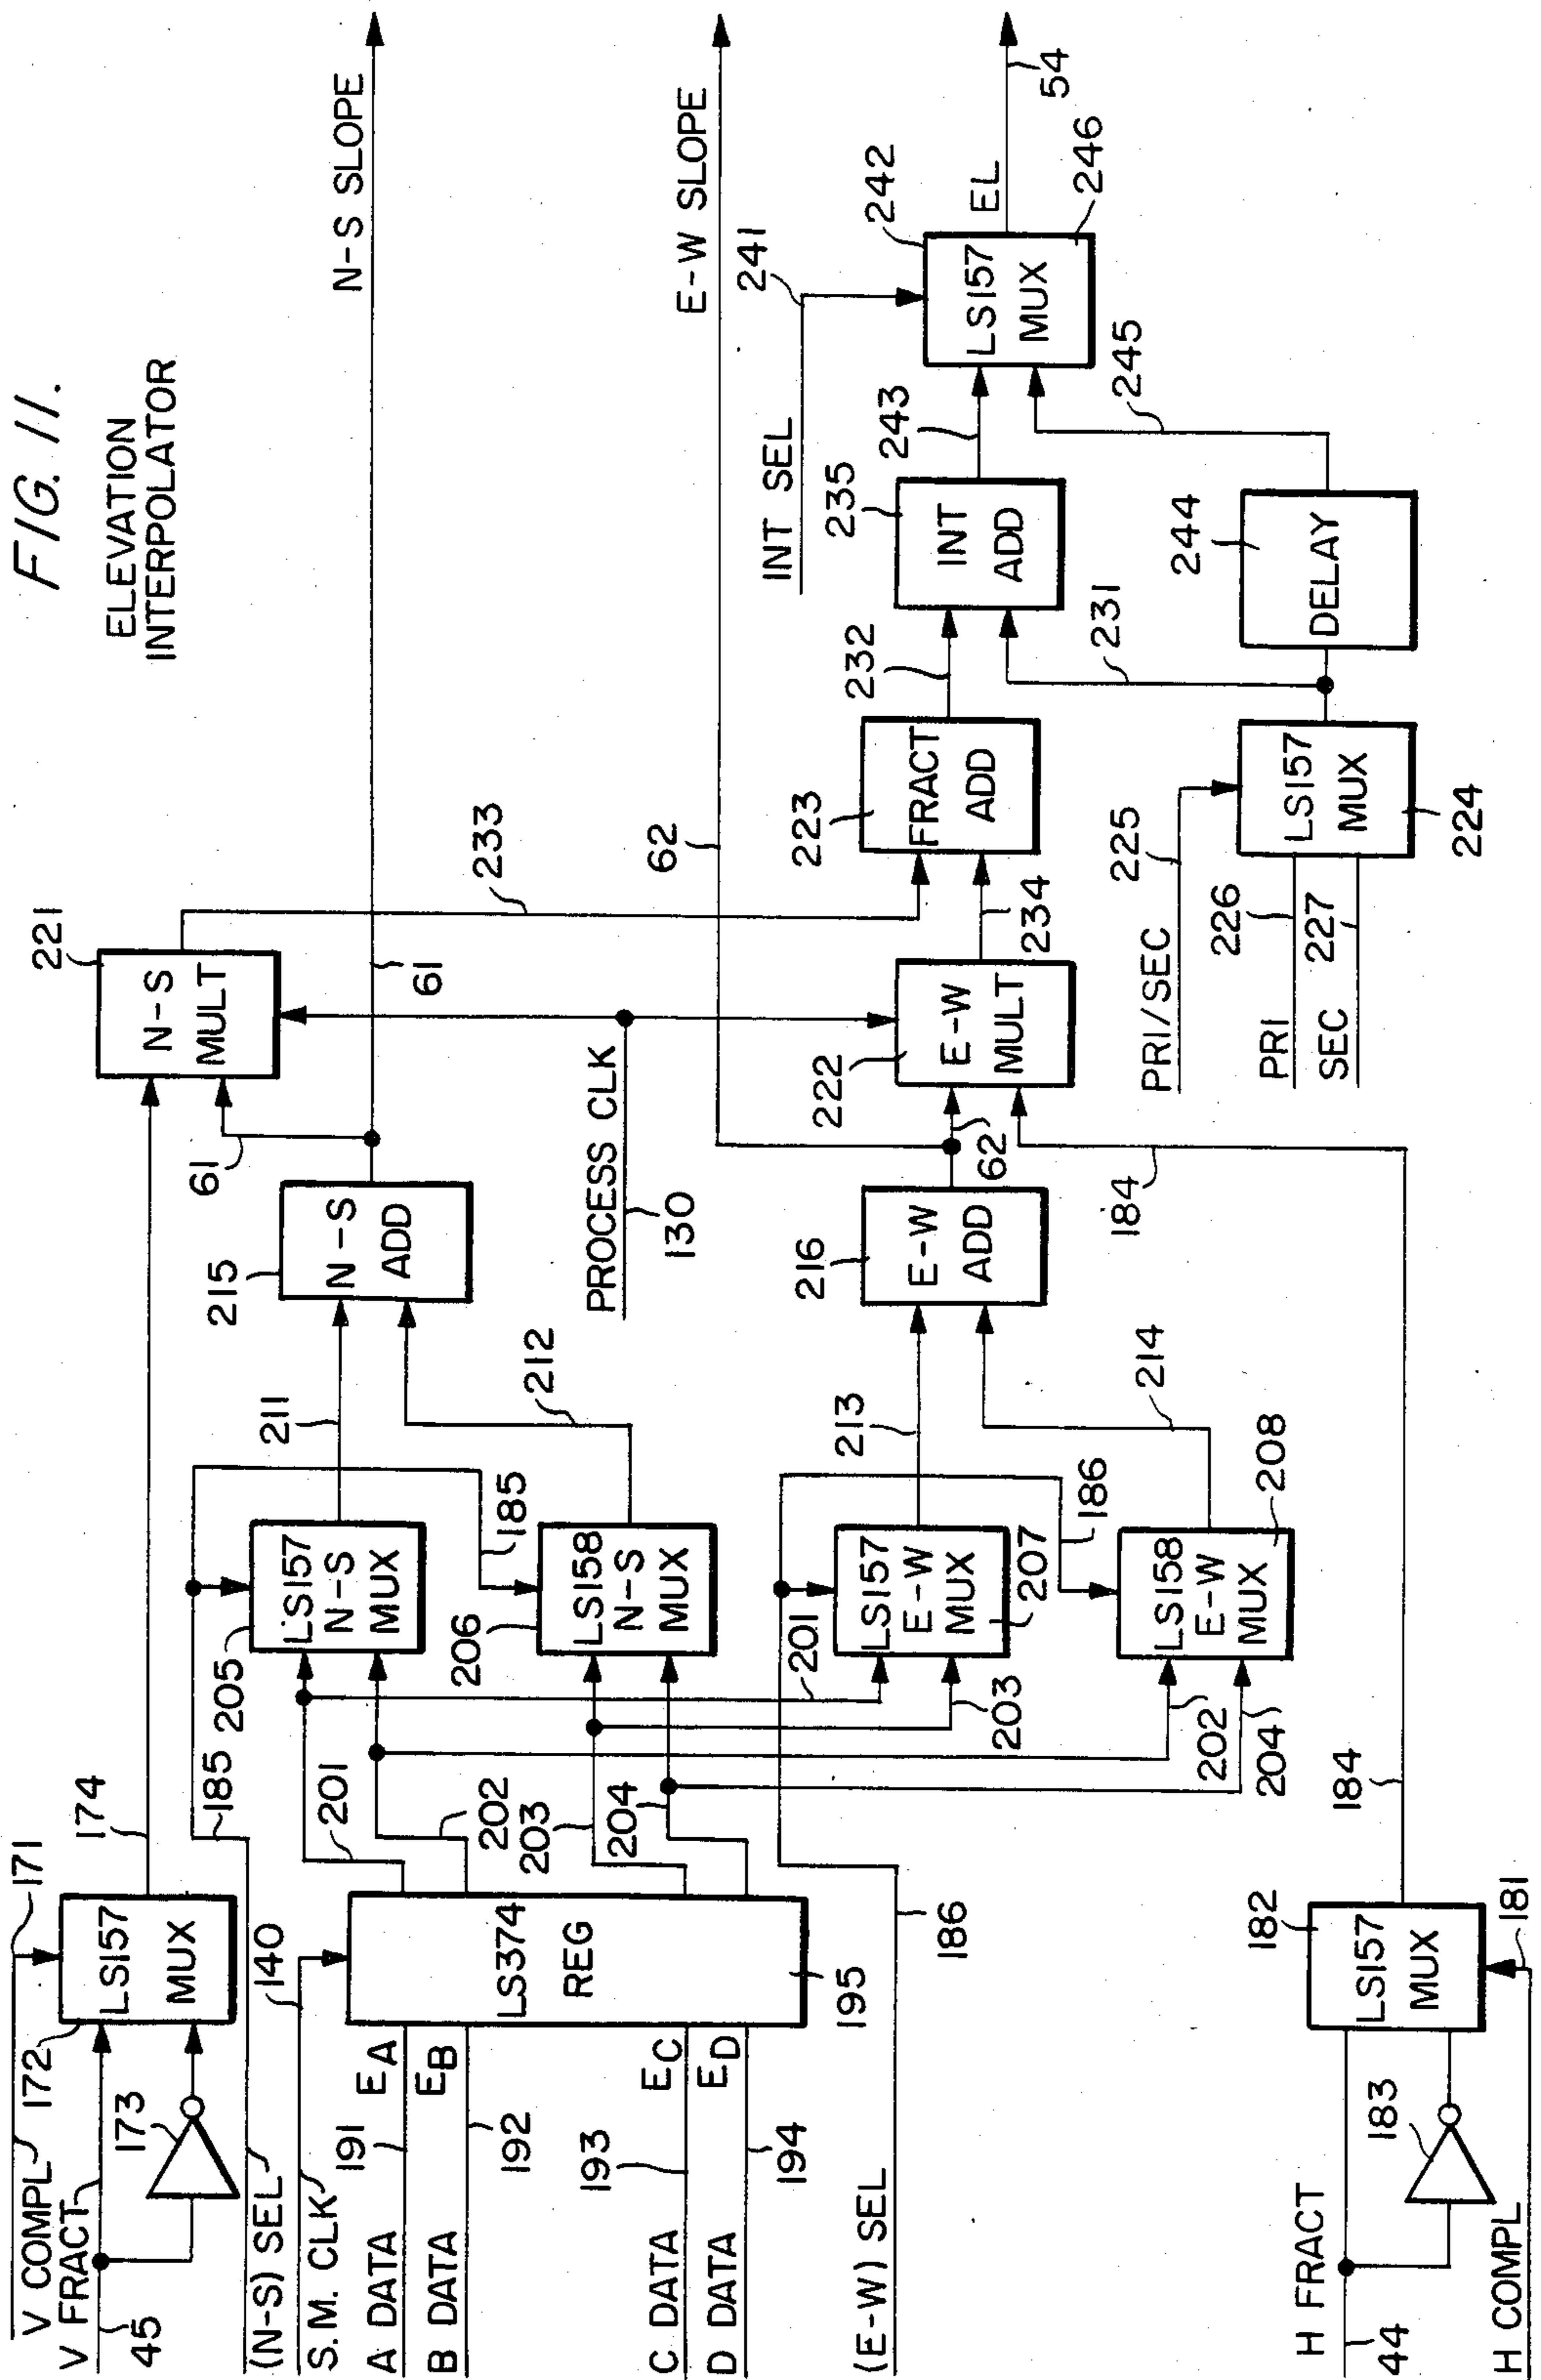 FIG. 11.
ELEVATION
INTERPOLATOR
V COMPL
171
V FRACT
45
172
173
LS157
MUX
174
(N-S) SEL
185
S.M. CLK
140
A DATA
191
EA
B DATA
192
EB
C DATA
193
EC
D DATA
194
ED
LS374
REG
195
201
202
203
204
(E-W) SEL
186
205
LS157
N-S
MUX
211
185
206
LS158
N-S
MUX
212
201
203
LS157
E-W
MUX
207
213
186
202
204
LS158
E-W
MUX
208
214
215
N-S
ADD
61
61
N-S SLOPE
221
N-S
MULT
233
PROCESS CLK
130
216
E-W
ADD
62
62
E-W SLOPE
222
E-W
MULT
234
184
184
H FRACT
44
183
H COMPL
181
182
LS157
MUX
223
FRACT
ADD
232
235
INT
ADD
243
INT SEL
241
242
LS157
MUX
246
EL
54
PRI/SEC
225
PRI
226
SEC
227
LS157
MUX
224
231
244
DELAY
245